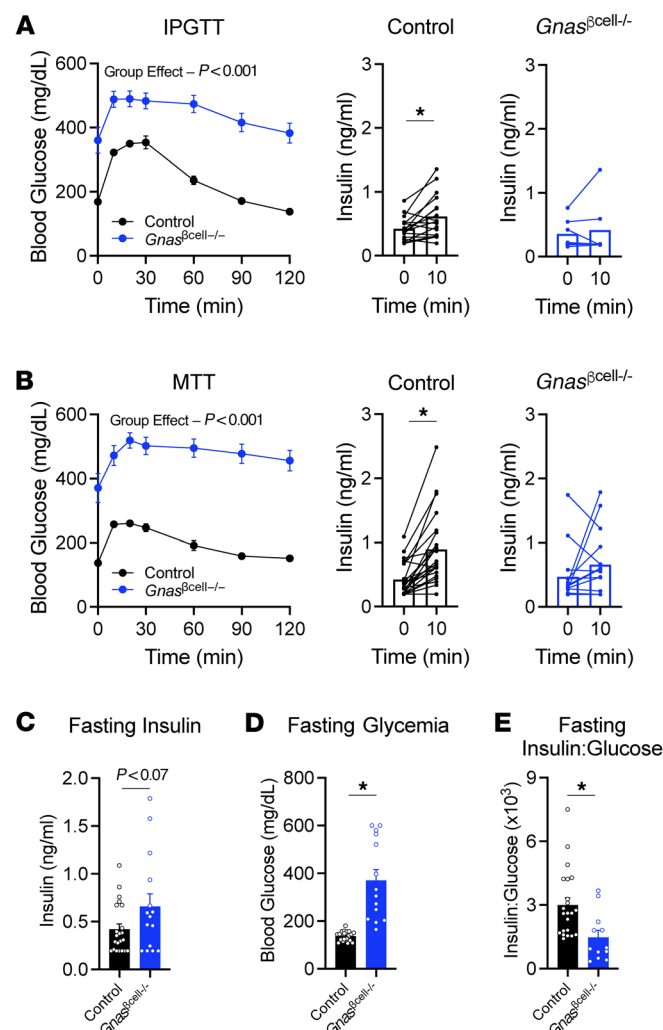 A
IPGTT
Control
Gnasβcell-/-
Group Effect – P < 0.001
Blood Glucose (mg/dL)
600
400
200
0
Control
Gnasβcell−/−
0 30 60 90 120
Time (min)
Insulin (ng/ml)
3
2
1
0
*
0 10
Time (min)
Insulin (ng/ml)
3
2
1
0
0 10
Time (min)
B
MTT
Control
Gnasβcell-/-
Group Effect – P < 0.001
Blood Glucose (mg/dL)
600
400
200
0
Control
Gnasβcell−/−
0 30 60 90 120
Time (min)
Insulin (ng/ml)
3
2
1
0
*
0 10
Time (min)
Insulin (ng/ml)
3
2
1
0
0 10
Time (min)
C
Fasting Insulin
P < 0.07
Insulin (ng/ml)
2.0
1.5
1.0
0.5
0.0
Control
Gnasβcell-/-
D
Fasting Glycemia
*
Blood Glucose (mg/dL)
800
600
400
200
0
Control
Gnasβcell-/-
E
Fasting
Insulin:Glucose
*
Insulin:Glucose (x10³)
9
6
3
0
Control
Gnasβcell-/-